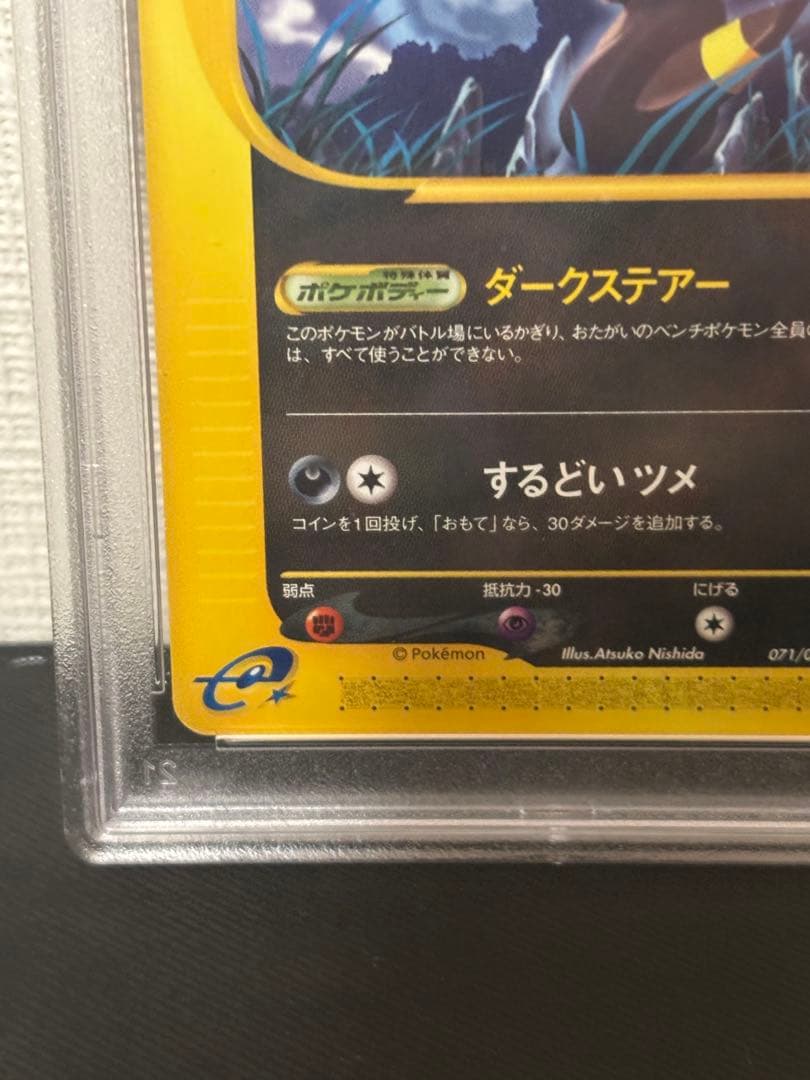 特殊体質
ポケボディー ダークステアー
このポケモンがバトル場にいるかぎり、おたがいのベンチポケモン全員
は、すべて使うことができない。
するどいツメ
コインを1回投げ、「おもて」なら、30ダメージを追加する。
弱点 抵抗力-30 にげる
©Pokémon Illus.Atsuko Nishida 071/0
e
21